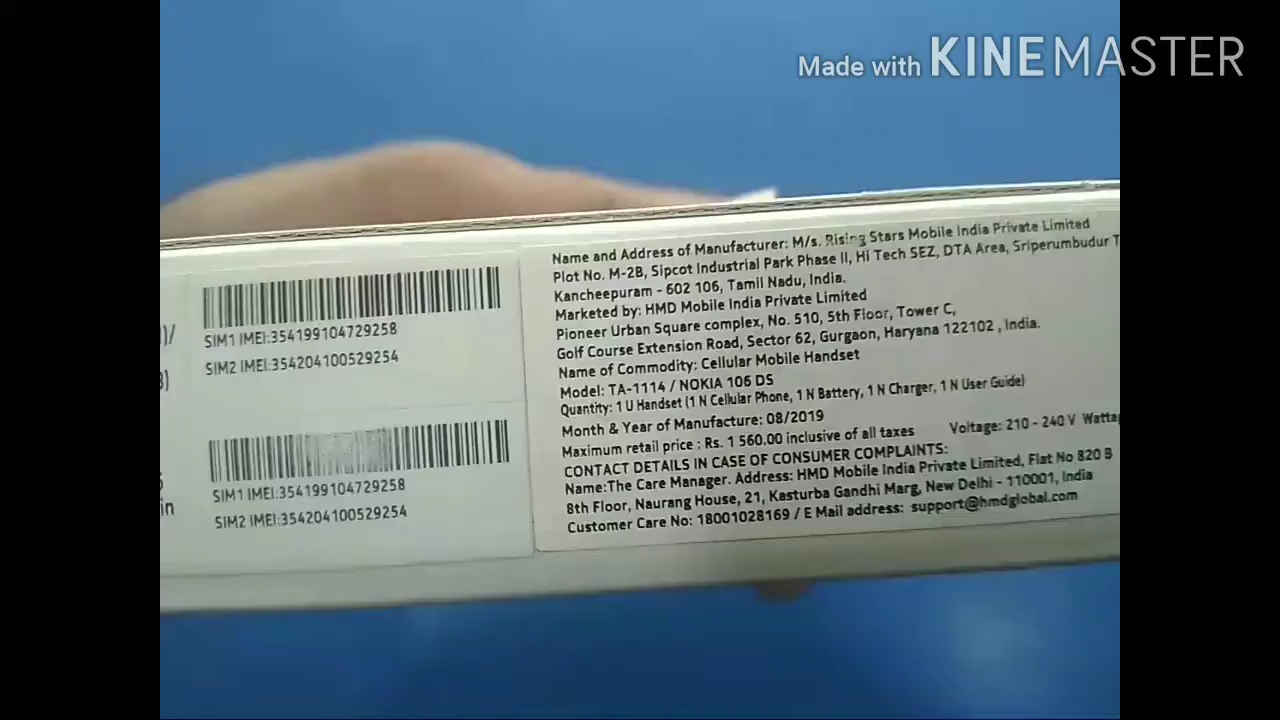 Made with KINEMASTER
)/
SIM1 IMEI:354199104729258
SIM2 IMEI:354204100529254
SIM1 IMEI:354199104729258
SIM2 IMEI:354204100529254
in
Name and Address of Manufacturer: M/s. Rising Stars Mobile India Private Limited
Plot No. M-2B, Sipcot Industrial Park Phase II, Hi Tech SEZ, DTA Area, Sriperumbudur T
Kancheepuram - 602 106, Tamil Nadu, India.
Marketed by: HMD Mobile India Private Limited
Pioneer Urban Square complex, No. 510, 5th Floor, Tower C,
Golf Course Extension Road, Sector 62, Gurgaon, Haryana 122102 , India.
Name of Commodity: Cellular Mobile Handset
Model: TA-1114 / NOKIA 106 DS
Quantity: 1 U Handset (1 N Cellular Phone, 1 N Battery, 1 N Charger, 1 N User Guide)
Month & Year of Manufacture: 08/2019
Maximum retail price : Rs. 1 560.00 inclusive of all taxes Voltage: 210 - 240 V Watta
CONTACT DETAILS IN CASE OF CONSUMER COMPLAINTS:
Name:The Care Manager. Address: HMD Mobile India Private Limited, Flat No 820 B
8th Floor, Naurang House, 21, Kasturba Gandhi Marg, New Delhi - 110001, India
Customer Care No: 18001028169 / E Mail address: support@hmdglobal.com